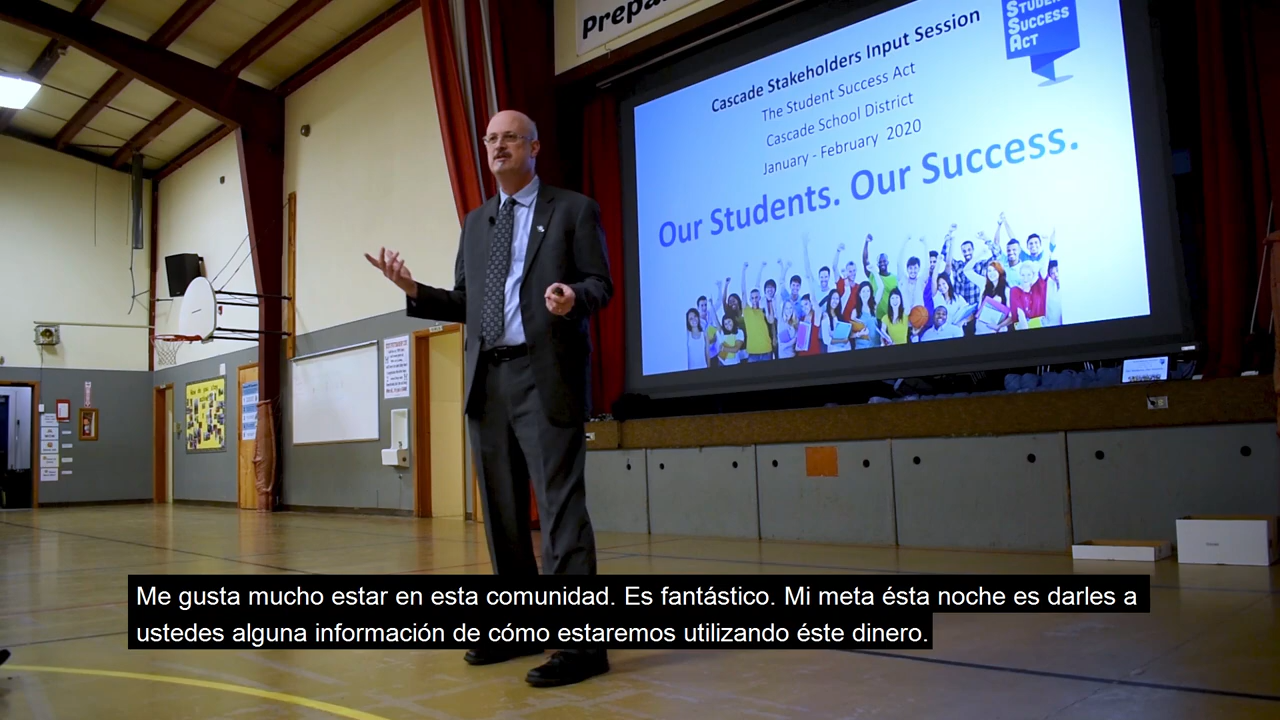 Prepa
Cascade Stakeholders Input Session
The Student Success Act
Cascade School District
January - February 2020
Our Students. Our Success.
STUDENT
SUCCESS
ACT
Me gusta mucho estar en esta comunidad. Es fantástico. Mi meta ésta noche es darles a
ustedes alguna información de cómo estaremos utilizando éste dinero.